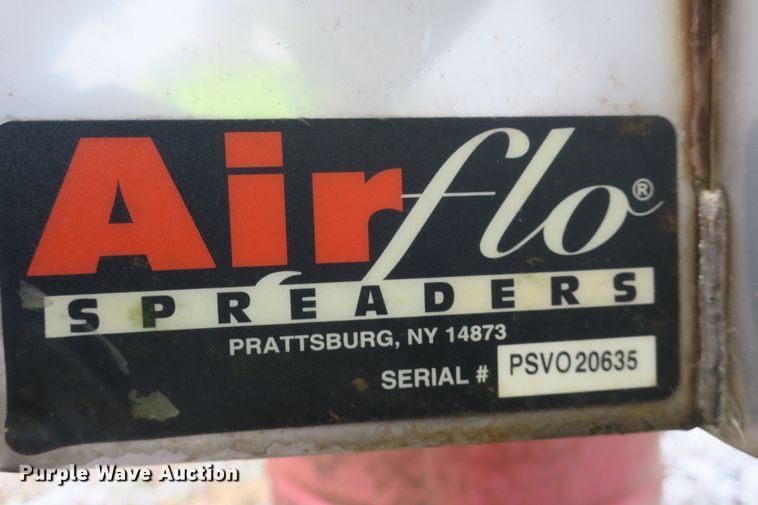 Airflo®
SPREADERS
PRATTSBURG, NY 14873
SERIAL # PSVO20635
Purple Wave Auction